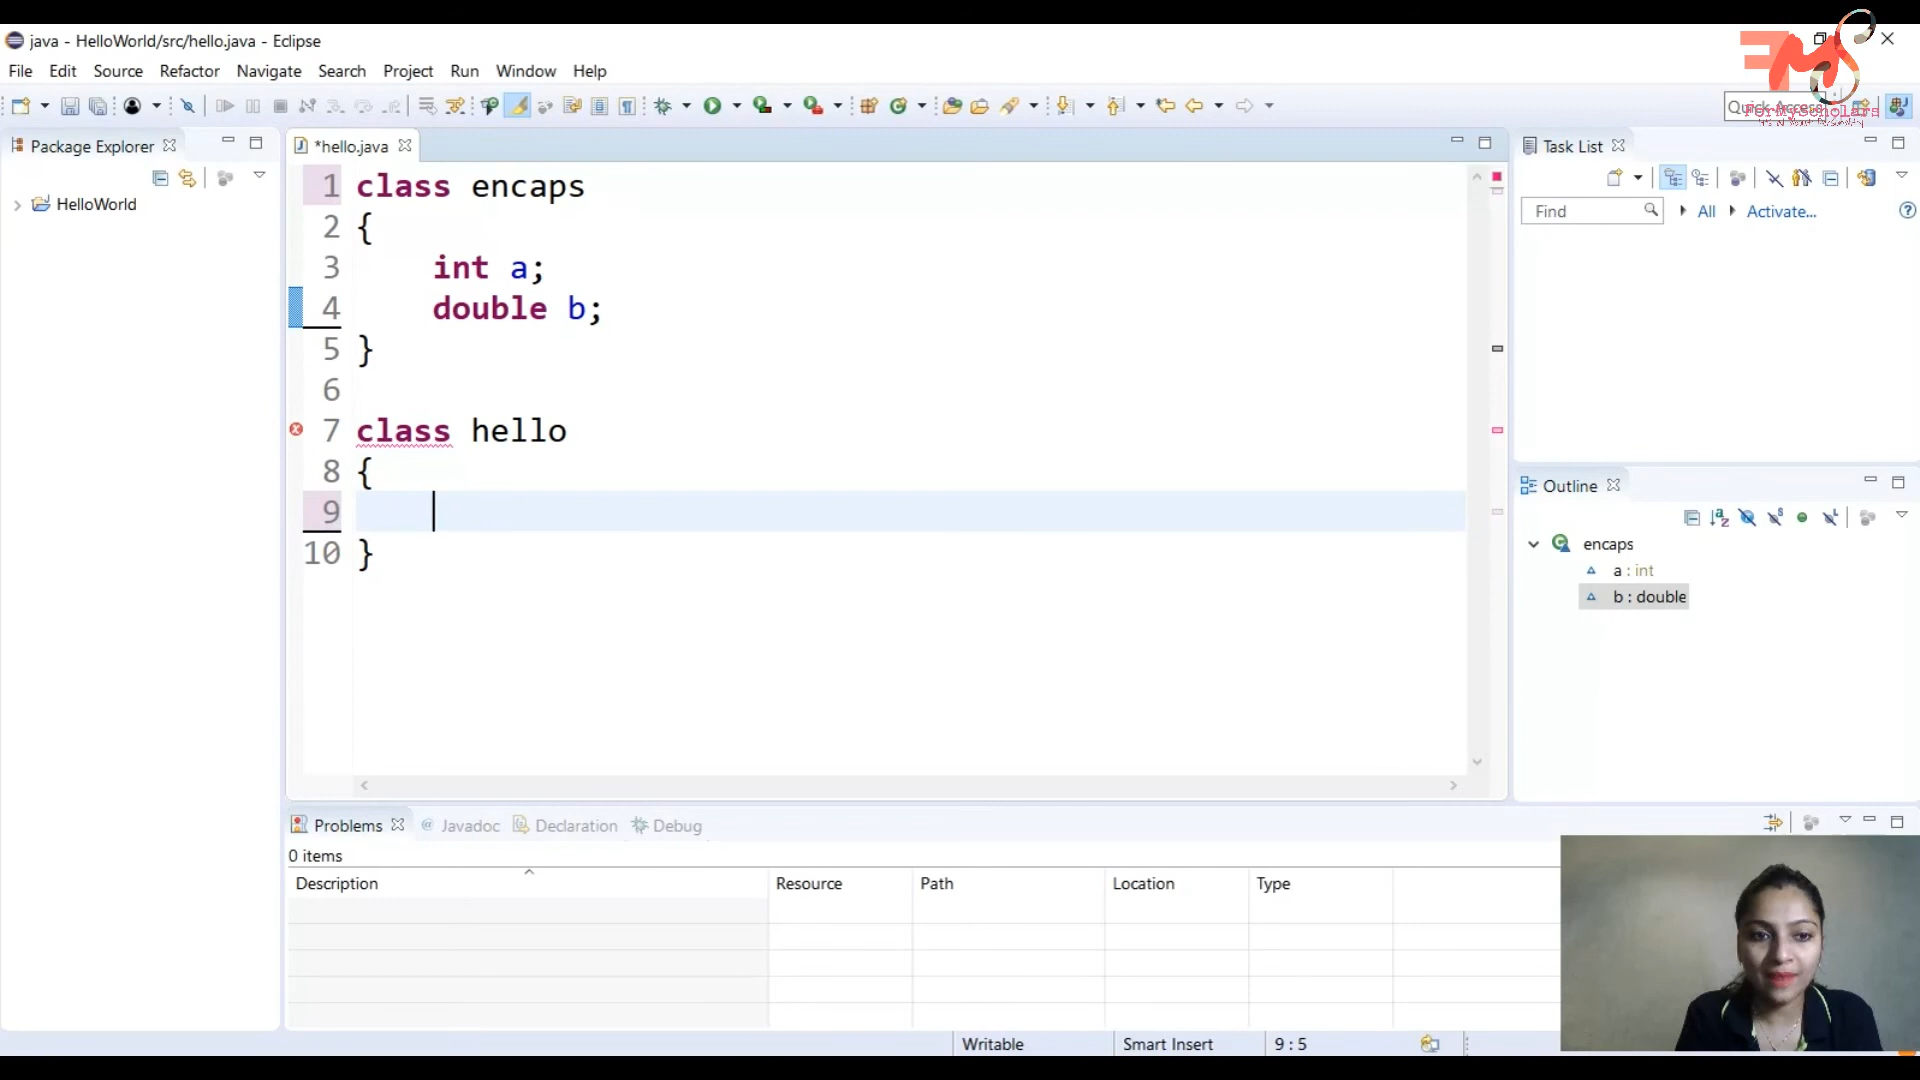 java - HelloWorld/src/hello.java - Eclipse
File Edit Source Refactor Navigate Search Project Run Window Help
Quick Access
ForMyScholars
Package Explorer
*hello.java
Task List
HelloWorld
Find
All
Activate...
1 class encaps
2 {
3 int a;
4 double b;
5 }
6
7 class hello
8 {
9
10 }
Outline
encaps
a : int
b : double
Problems Javadoc Declaration Debug
0 items
Description Resource Path Location Type
Writable Smart Insert 9 : 5